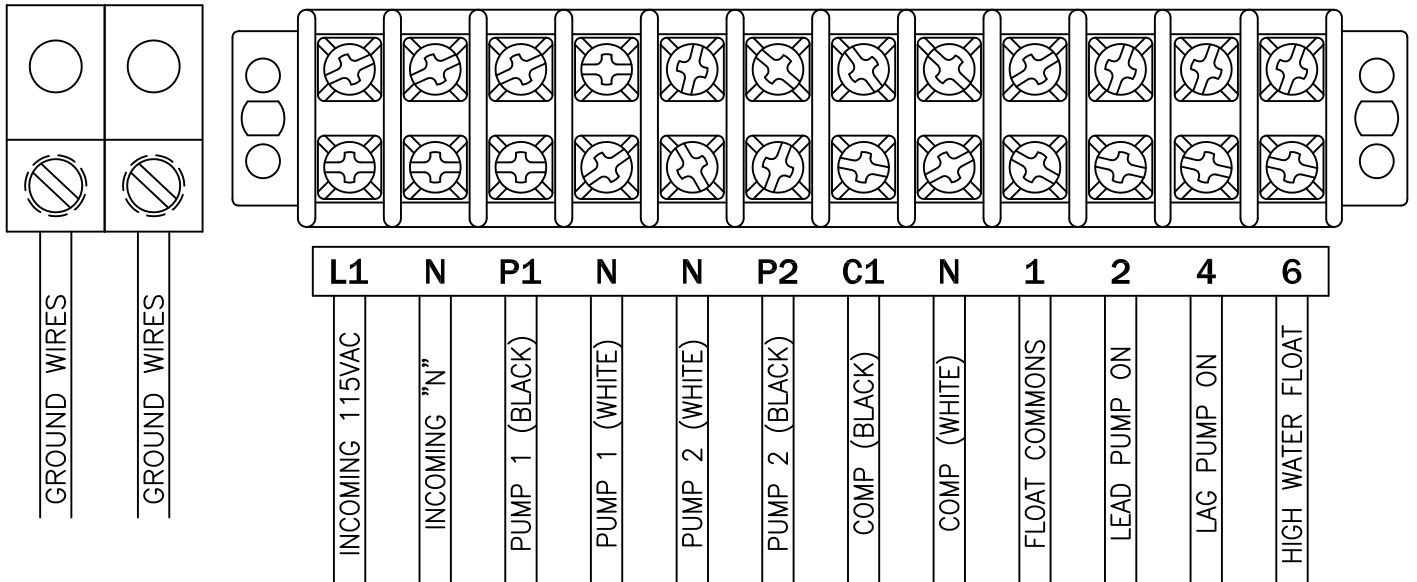 L1 N P1 N N P2 C1 N 1 2 4 6
GROUND WIRES
GROUND WIRES
INCOMING 115VAC
INCOMING "N"
PUMP 1 (BLACK)
PUMP 1 (WHITE)
PUMP 2 (WHITE)
PUMP 2 (BLACK)
COMP (BLACK)
COMP (WHITE)
FLOAT COMMONS
LEAD PUMP ON
LAG PUMP ON
HIGH WATER FLOAT